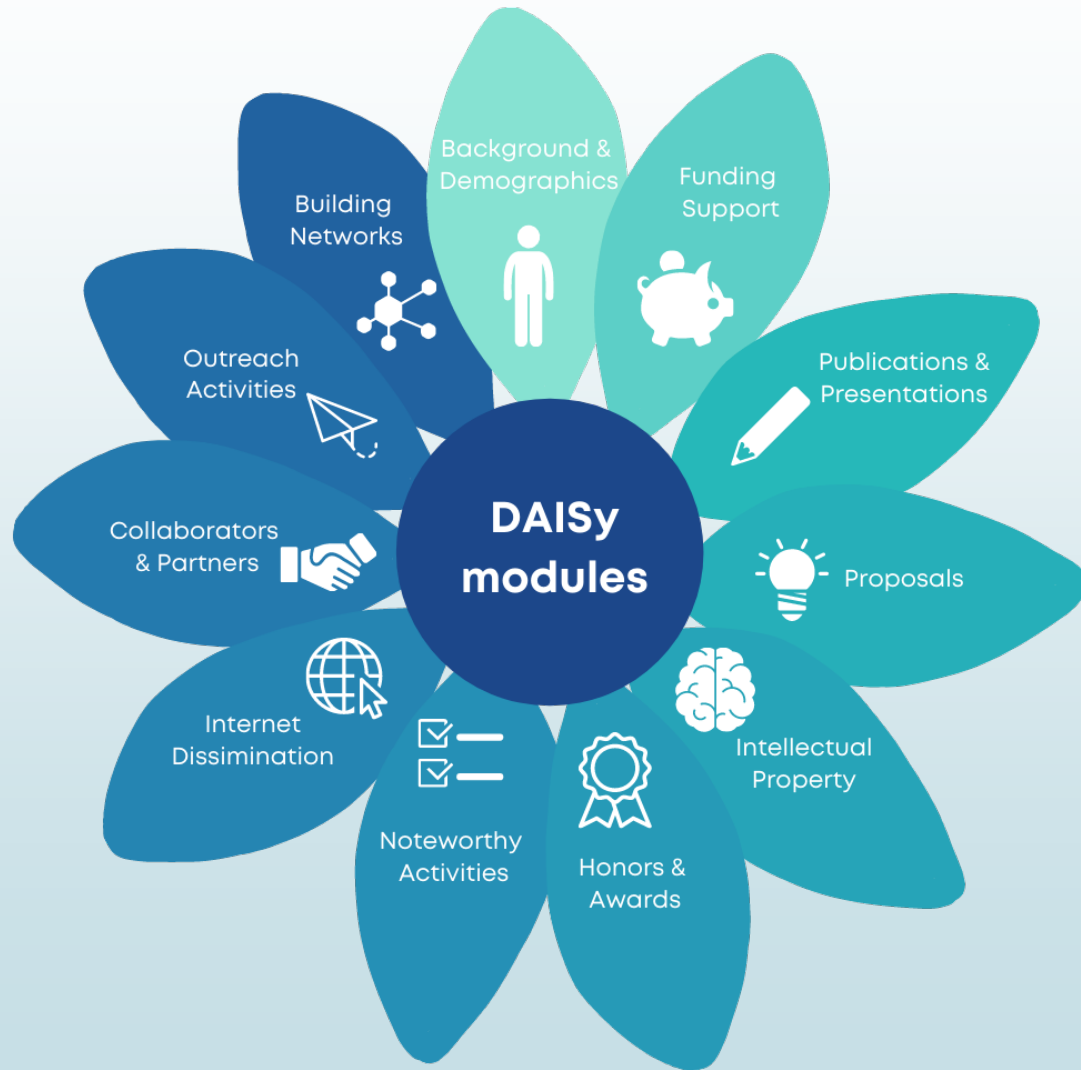 Background &
Demographics
Funding
Support
Publications &
Presentations
Proposals
Intellectual
Property
Honors &
Awards
Noteworthy
Activities
Internet
Dissimination
Collaborators
& Partners
Outreach
Activities
Building
Networks
DAISy
modules